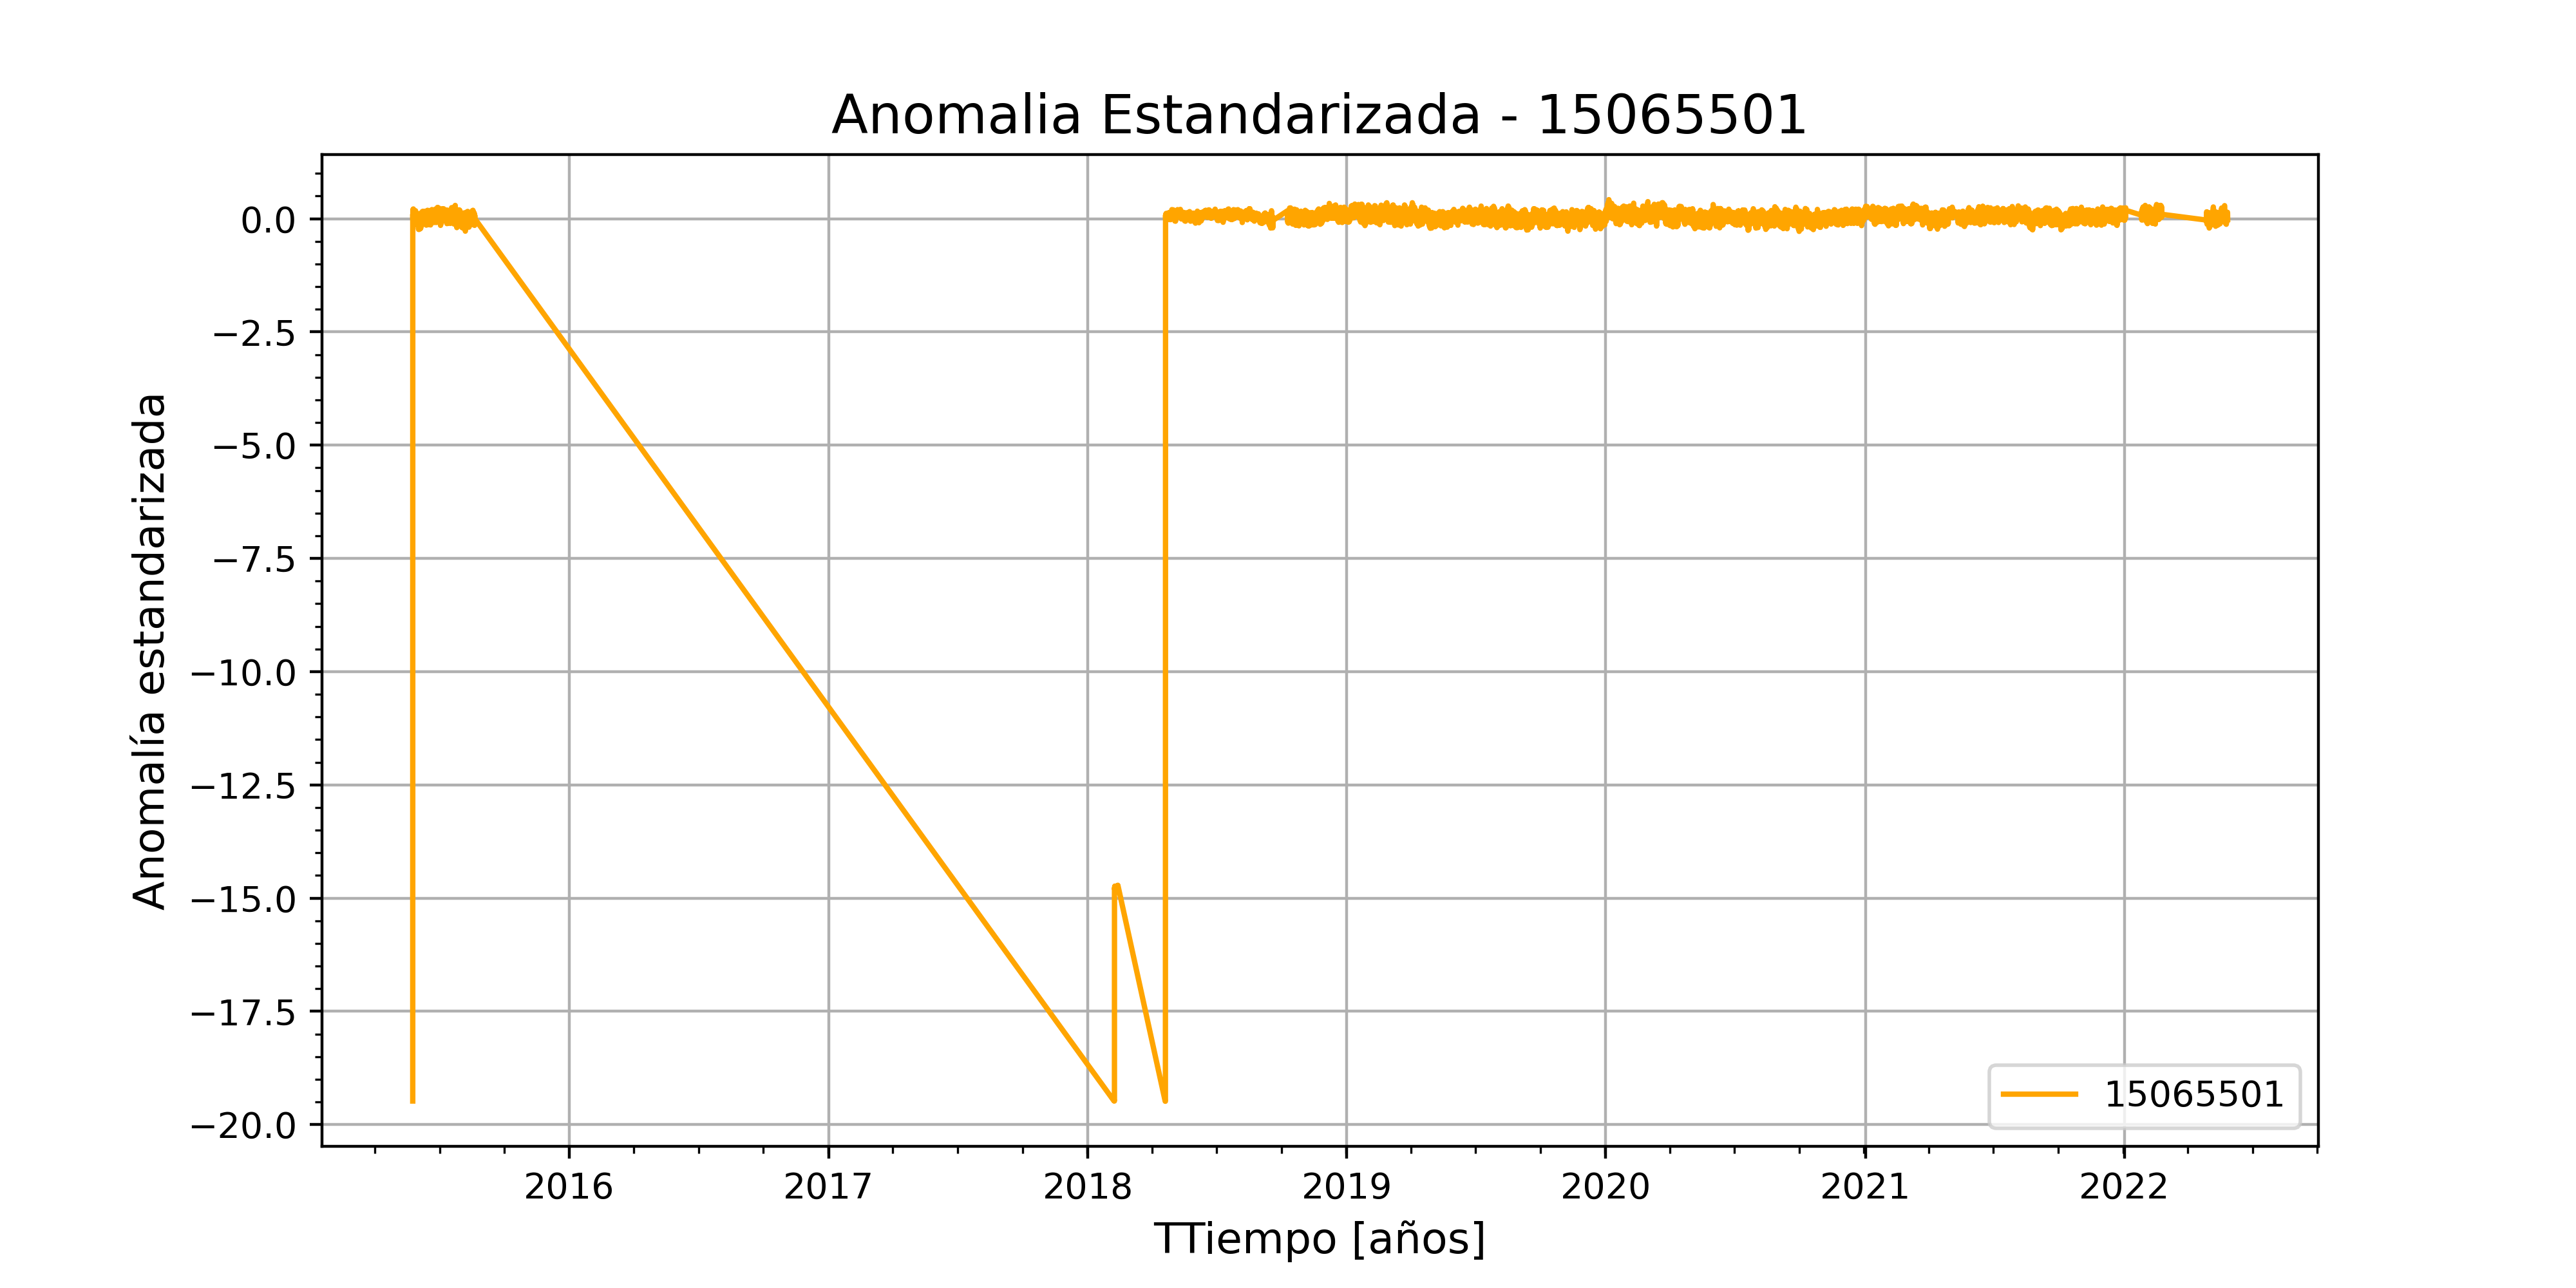 Anomalia Estandarizada - 15065501
Anomalía estandarizada
0.0
−2.5
−5.0
−7.5
−10.0
−12.5
−15.0
−17.5
−20.0
15065501
2016 2017 2018 2019 2020 2021 2022
TTiempo [años]